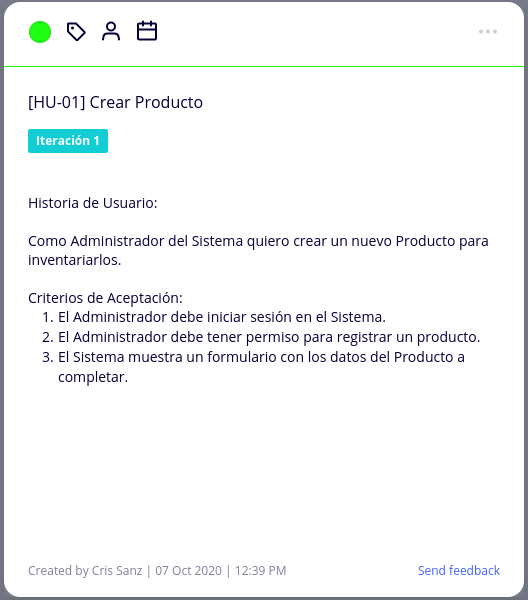 [HU-01] Crear Producto
Iteración 1
Historia de Usuario:
Como Administrador del Sistema quiero crear un nuevo Producto para
inventariarlos.
Criterios de Aceptación:
1. El Administrador debe iniciar sesión en el Sistema.
2. El Administrador debe tener permiso para registrar un producto.
3. El Sistema muestra un formulario con los datos del Producto a
completar.
Created by Cris Sanz | 07 Oct 2020 | 12:39 PM
Send feedback